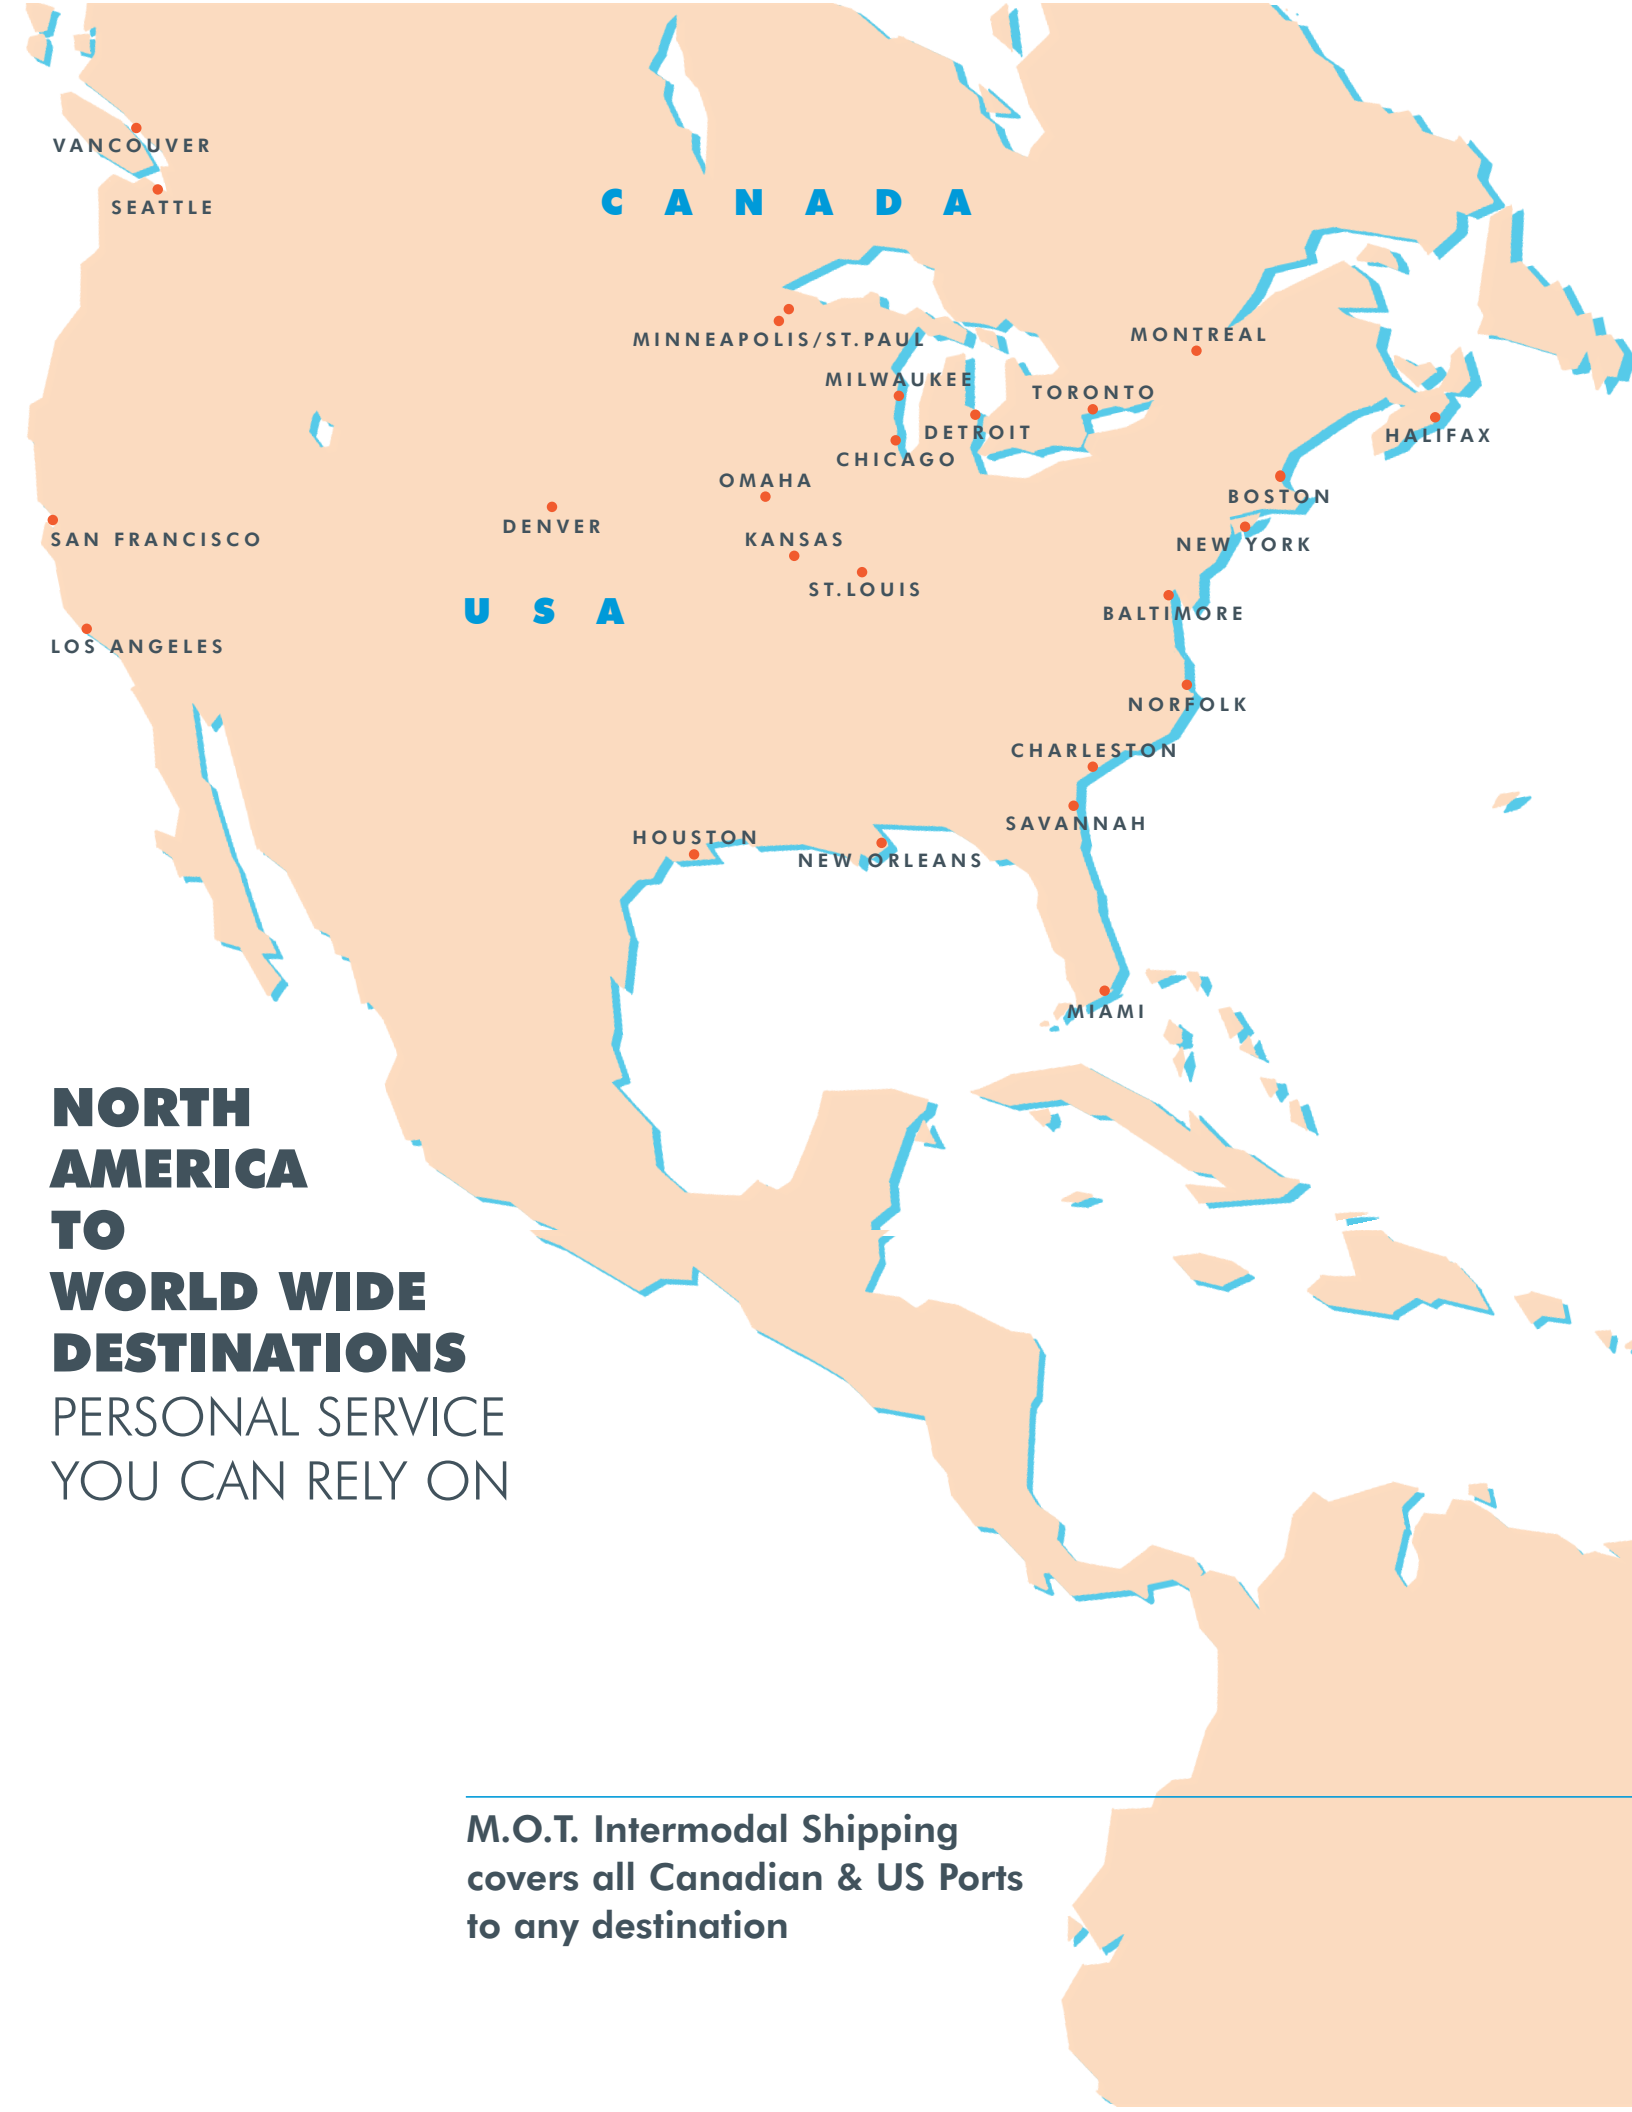 VANCOUVER
SEATTLE
CANADA
MINNEAPOLIS/ST.PAUL
MONTREAL
MILWAUKEE
TORONTO
DETROIT
HALIFAX
CHICAGO
OMAHA
BOSTON
DENVER
SAN FRANCISCO
KANSAS
NEW YORK
ST.LOUIS
USA
BALTIMORE
LOS ANGELES
NORFOLK
CHARLESTON
SAVANNAH
HOUSTON
NEW ORLEANS
MIAMI
NORTH
AMERICA
TO
WORLD WIDE
DESTINATIONS
PERSONAL SERVICE
YOU CAN RELY ON
M.O.T. Intermodal Shipping
covers all Canadian & US Ports
to any destination